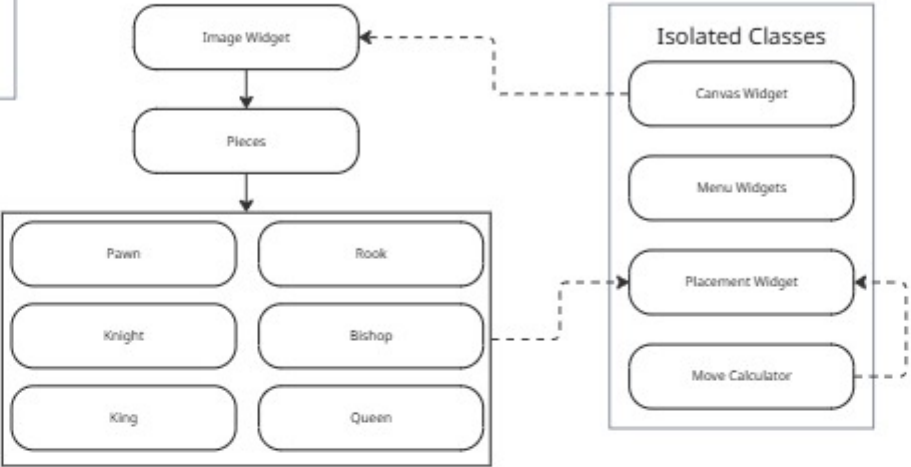 Image Widget
Pieces
Pawn
Rook
Knight
Bishop
King
Queen
Isolated Classes
Canvas Widget
Menu Widgets
Placement Widget
Move Calculator